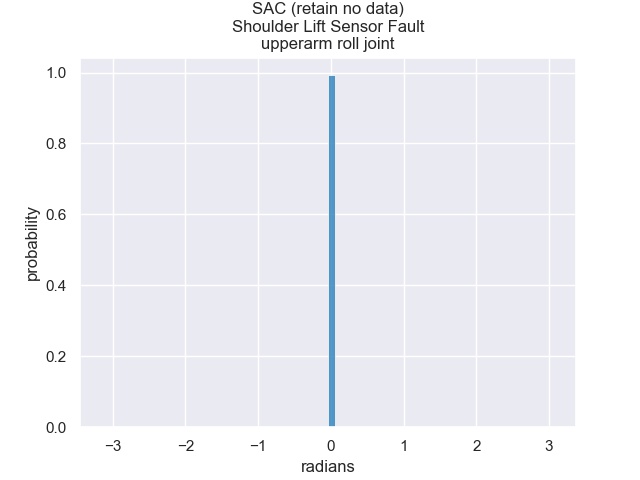 SAC (retain no data)
Shoulder Lift Sensor Fault
upperarm roll joint
probability
1.0
0.8
0.6
0.4
0.2
0.0
−3 −2 −1 0 1 2 3
radians